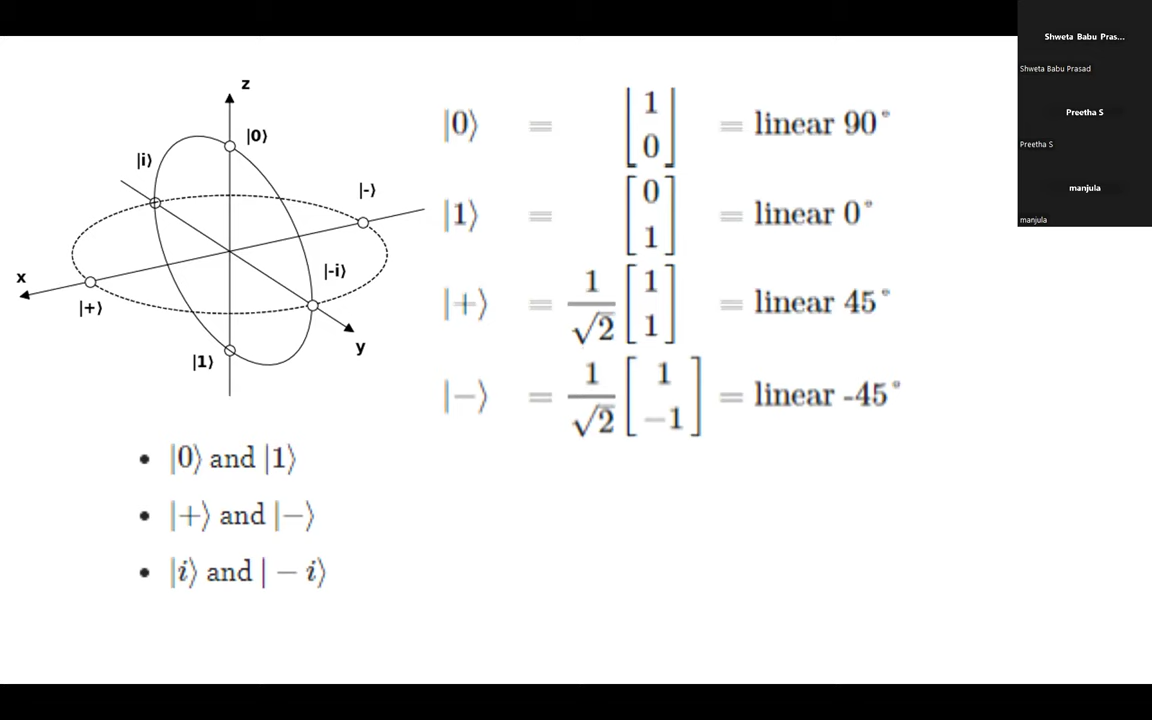 z
|0⟩
|i⟩
|-⟩
|-i⟩
x
|+⟩
y
|1⟩
|0⟩ = [1 0] = linear 90°
|1⟩ = [0 1] = linear 0°
|+⟩ = 1/√2 [1 1] = linear 45°
|−⟩ = 1/√2 [1 −1] = linear -45°
• |0⟩ and |1⟩
• |+⟩ and |−⟩
• |i⟩ and | − i⟩
Shweta Babu Pras...
Shweta Babu Prasad
Preetha S
Preetha S
manjula
manjula